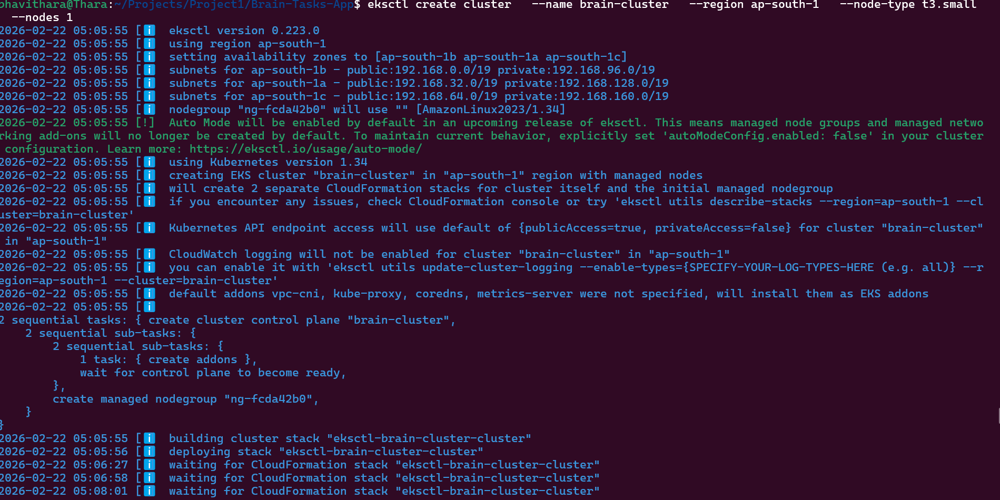 bhavithara@Thara:~/Projects/Project1/Brain-Tasks-App$ eksctl create cluster   --name brain-cluster   --region ap-south-1   --node-type t3.small
  --nodes 1
2026-02-22 05:05:55 [ℹ]  eksctl version 0.223.0
2026-02-22 05:05:55 [ℹ]  using region ap-south-1
2026-02-22 05:05:55 [ℹ]  setting availability zones to [ap-south-1b ap-south-1a ap-south-1c]
2026-02-22 05:05:55 [ℹ]  subnets for ap-south-1b - public:192.168.0.0/19 private:192.168.96.0/19
2026-02-22 05:05:55 [ℹ]  subnets for ap-south-1a - public:192.168.32.0/19 private:192.168.128.0/19
2026-02-22 05:05:55 [ℹ]  subnets for ap-south-1c - public:192.168.64.0/19 private:192.168.160.0/19
2026-02-22 05:05:55 [ℹ]  nodegroup "ng-fcda42b0" will use "" [AmazonLinux2023/1.34]
2026-02-22 05:05:55 [!]  Auto Mode will be enabled by default in an upcoming release of eksctl. This means managed node groups and managed netwo
rking add-ons will no longer be created by default. To maintain current behavior, explicitly set 'autoModeConfig.enabled: false' in your cluster
 configuration. Learn more: https://eksctl.io/usage/auto-mode/
2026-02-22 05:05:55 [ℹ]  using Kubernetes version 1.34
2026-02-22 05:05:55 [ℹ]  creating EKS cluster "brain-cluster" in "ap-south-1" region with managed nodes
2026-02-22 05:05:55 [ℹ]  will create 2 separate CloudFormation stacks for cluster itself and the initial managed nodegroup
2026-02-22 05:05:55 [ℹ]  if you encounter any issues, check CloudFormation console or try 'eksctl utils describe-stacks --region=ap-south-1 --cl
uster=brain-cluster'
2026-02-22 05:05:55 [ℹ]  Kubernetes API endpoint access will use default of {publicAccess=true, privateAccess=false} for cluster "brain-cluster"
 in "ap-south-1"
2026-02-22 05:05:55 [ℹ]  CloudWatch logging will not be enabled for cluster "brain-cluster" in "ap-south-1"
2026-02-22 05:05:55 [ℹ]  you can enable it with 'eksctl utils update-cluster-logging --enable-types={SPECIFY-YOUR-LOG-TYPES-HERE (e.g. all)} --r
egion=ap-south-1 --cluster=brain-cluster'
2026-02-22 05:05:55 [ℹ]  default addons vpc-cni, kube-proxy, coredns, metrics-server were not specified, will install them as EKS addons
2026-02-22 05:05:55 [ℹ]
2 sequential tasks: { create cluster control plane "brain-cluster",
    2 sequential sub-tasks: {
        2 sequential sub-tasks: {
            1 task: { create addons },
            wait for control plane to become ready,
        },
        create managed nodegroup "ng-fcda42b0",
    }
}
2026-02-22 05:05:55 [ℹ]  building cluster stack "eksctl-brain-cluster-cluster"
2026-02-22 05:05:56 [ℹ]  deploying stack "eksctl-brain-cluster-cluster"
2026-02-22 05:06:27 [ℹ]  waiting for CloudFormation stack "eksctl-brain-cluster-cluster"
2026-02-22 05:06:58 [ℹ]  waiting for CloudFormation stack "eksctl-brain-cluster-cluster"
2026-02-22 05:08:01 [ℹ]  waiting for CloudFormation stack "eksctl-brain-cluster-cluster"